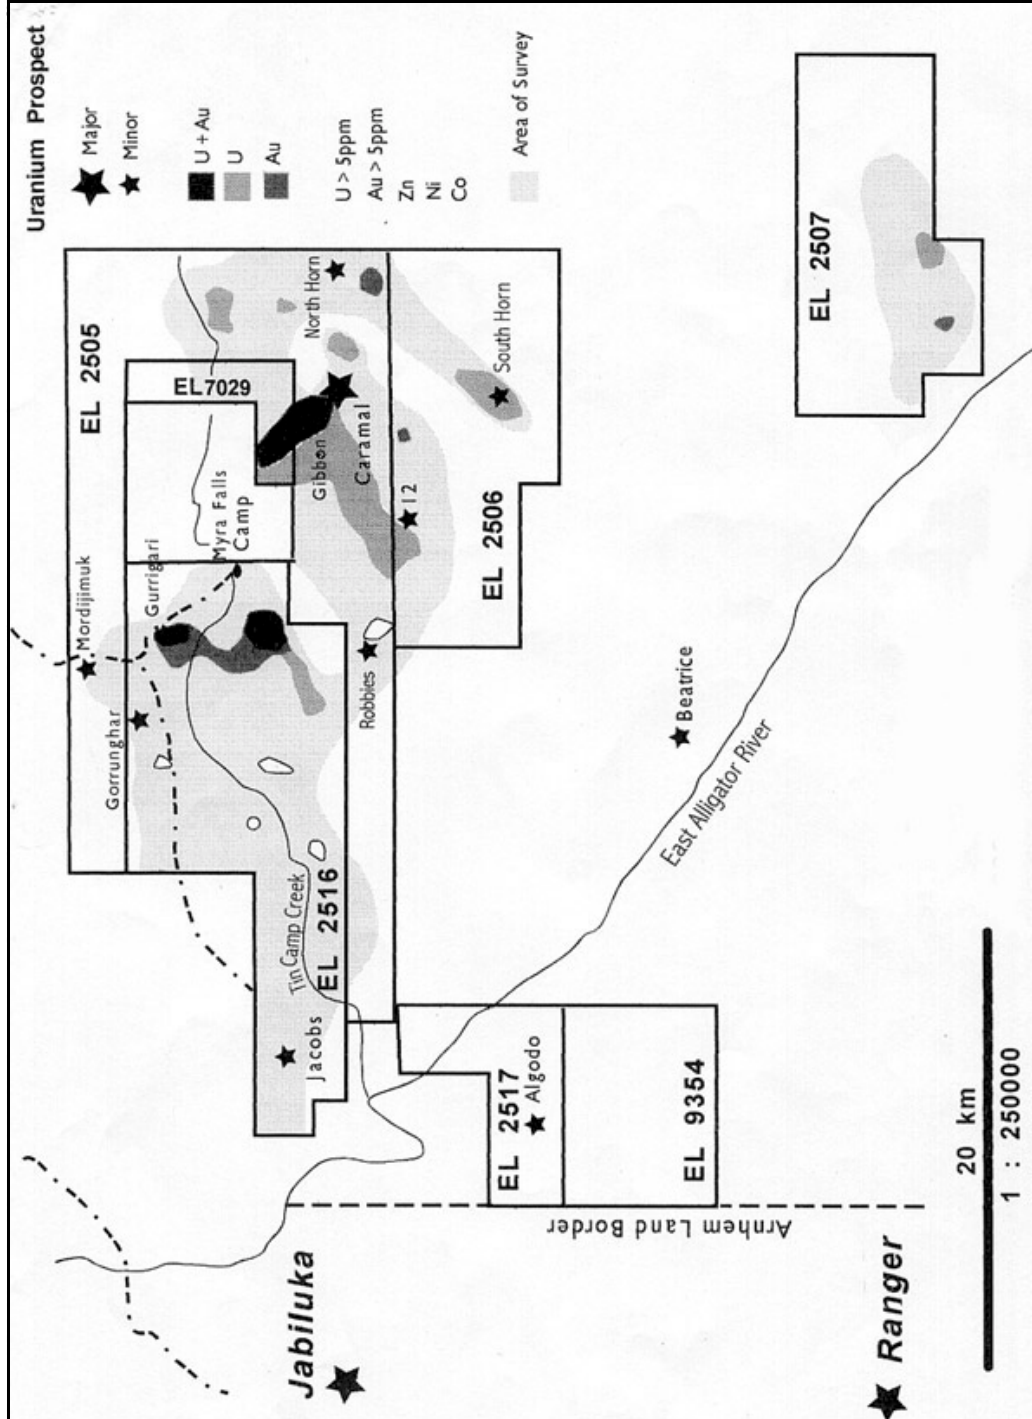 Uranium Prospect
Major
Minor
U + Au
U
Au
U > 5ppm
Au > 5ppm
Zn
Ni
Co
Area of Survey
EL 2505
EL7029
North Horn
South Horn
EL 2507
Gibbon
Caramal
12
EL 2506
Myra Falls
Camp
Gurrigari
Mordijimuk
Gorrunghar
Robbies
Beatrice
East Alligator River
Tin Camp Creek
EL 2516
Jacobs
EL 2517
Algodo
EL 9354
Arnhem Land Border
Jabiluka
Ranger
20 km
1 : 250000